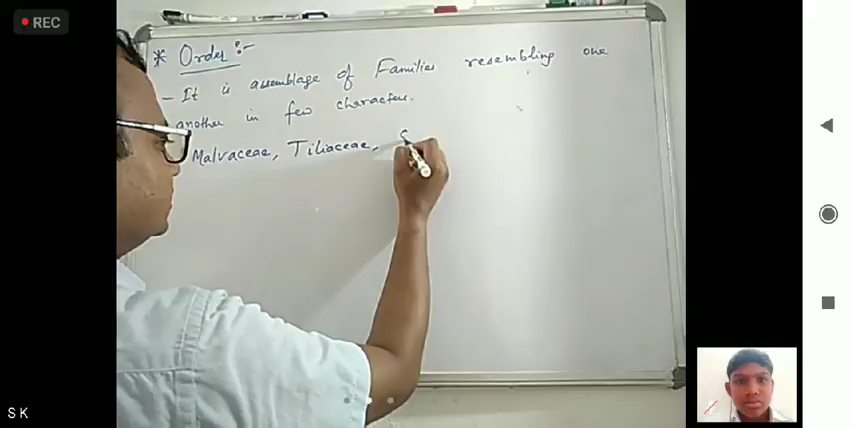 REC
* Order :-
- It is assemblage of Families resembling one
another in few characters.
Malvaceae, Tiliaceae, S
S K